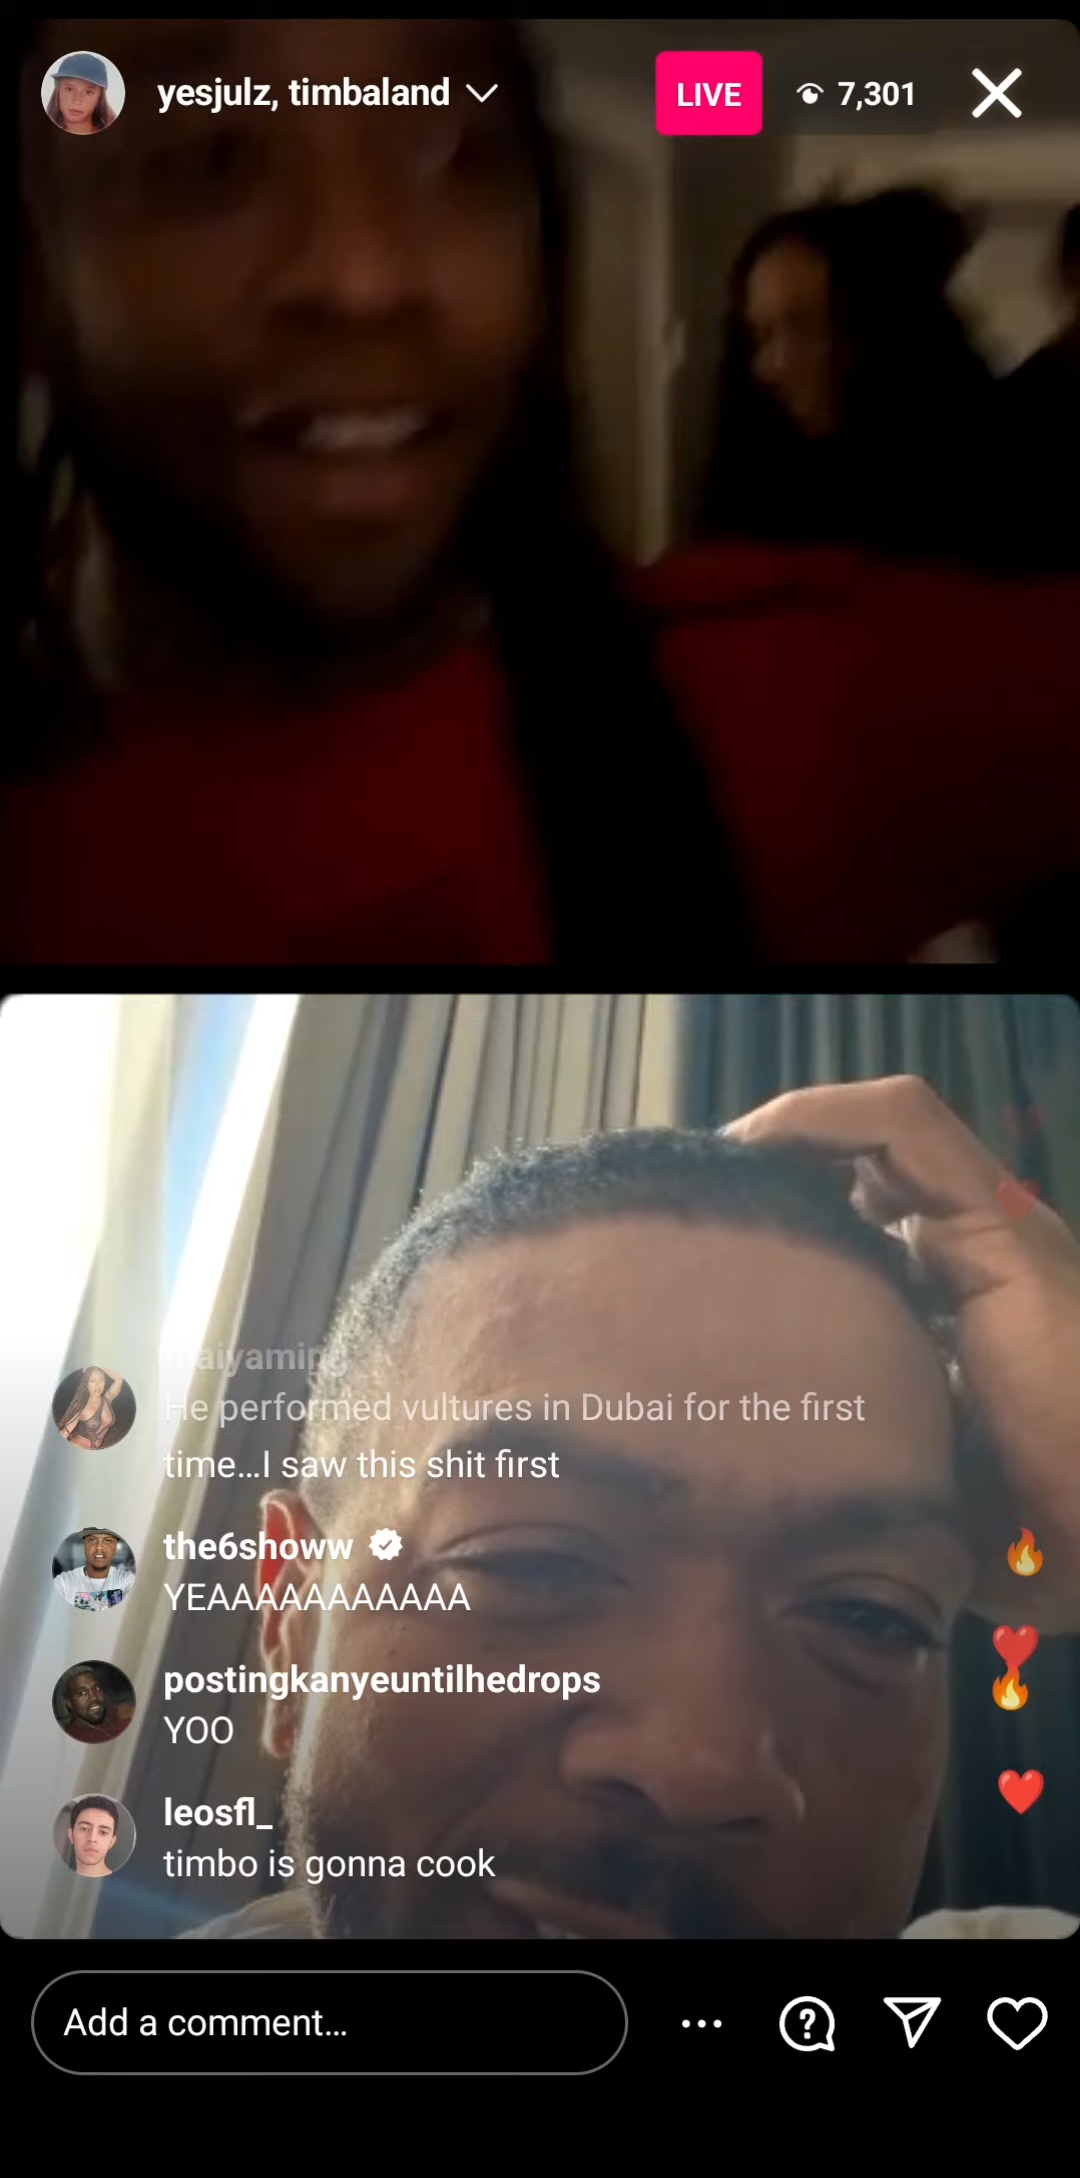 yesjulz, timbaland
LIVE
7,301
He performed vultures in Dubai for the first
time...I saw this shit first
the6showw
YEAAAAAAAAAAA
postingkanyeuntilhedrops
YOO
leosfl_
timbo is gonna cook
Add a comment...